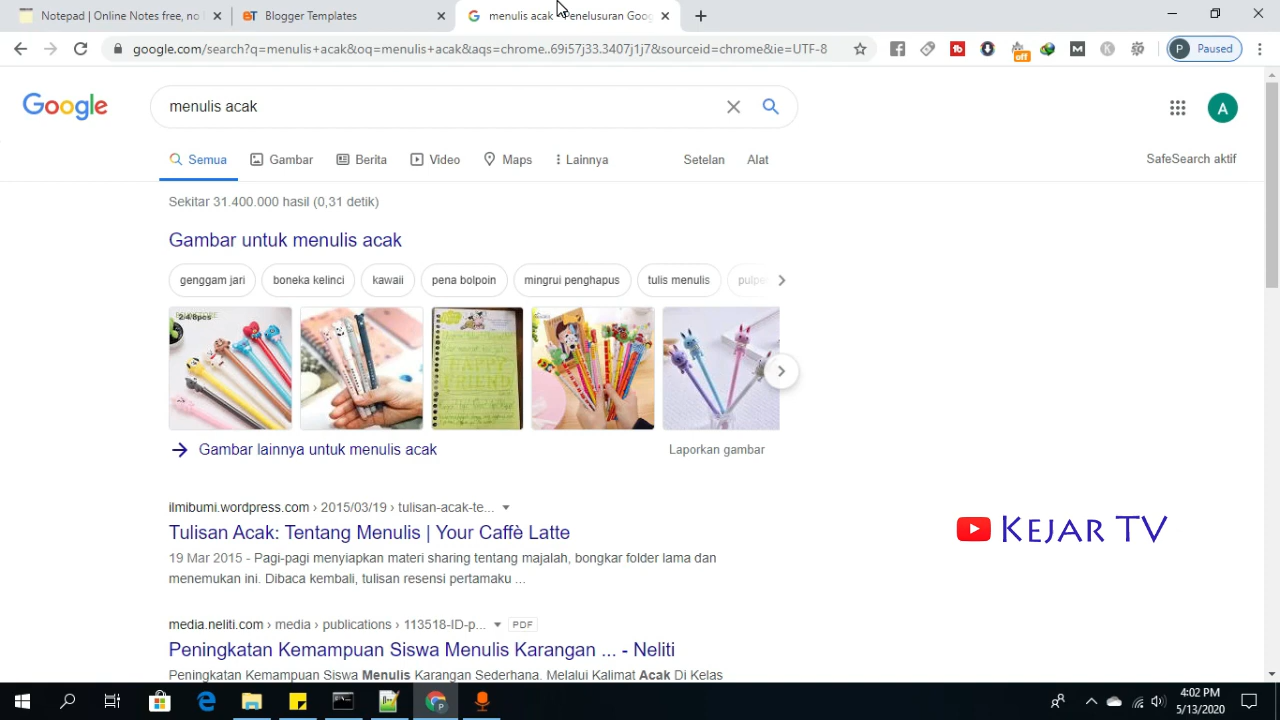 Notepad | Online Notes free, no
Blogger Templates
menulis acak - Penelusuran Goog
google.com/search?q=menulis+acak&oq=menulis+acak&aqs=chrome..69i57j33.3407j1j7&sourceid=chrome&ie=UTF-8
off
P Paused
Google
menulis acak
A
Semua
Gambar
Berita
Video
Maps
Lainnya
Setelan
Alat
SafeSearch aktif
Sekitar 31.400.000 hasil (0,31 detik)
Gambar untuk menulis acak
genggam jari
boneka kelinci
kawaii
pena bolpoin
mingrui penghapus
tulis menulis
pulpe
2/4/8pcs
Gambar lainnya untuk menulis acak
Laporkan gambar
ilmibumi.wordpress.com › 2015/03/19 › tulisan-acak-te...
Tulisan Acak: Tentang Menulis | Your Caffè Latte
19 Mar 2015 - Pagi-pagi menyiapkan materi sharing tentang majalah, bongkar folder lama dan
menemukan ini. Dibaca kembali, tulisan resensi pertamaku ...
KEJAR TV
media.neliti.com › media › publications › 113518-ID-p... PDF
Peningkatan Kemampuan Siswa Menulis Karangan ... - Neliti
Peningkatan Kemampuan Siswa Menulis Karangan Sederhana. Melalui Kalimat Acak Di Kelas
4:02 PM
5/13/2020